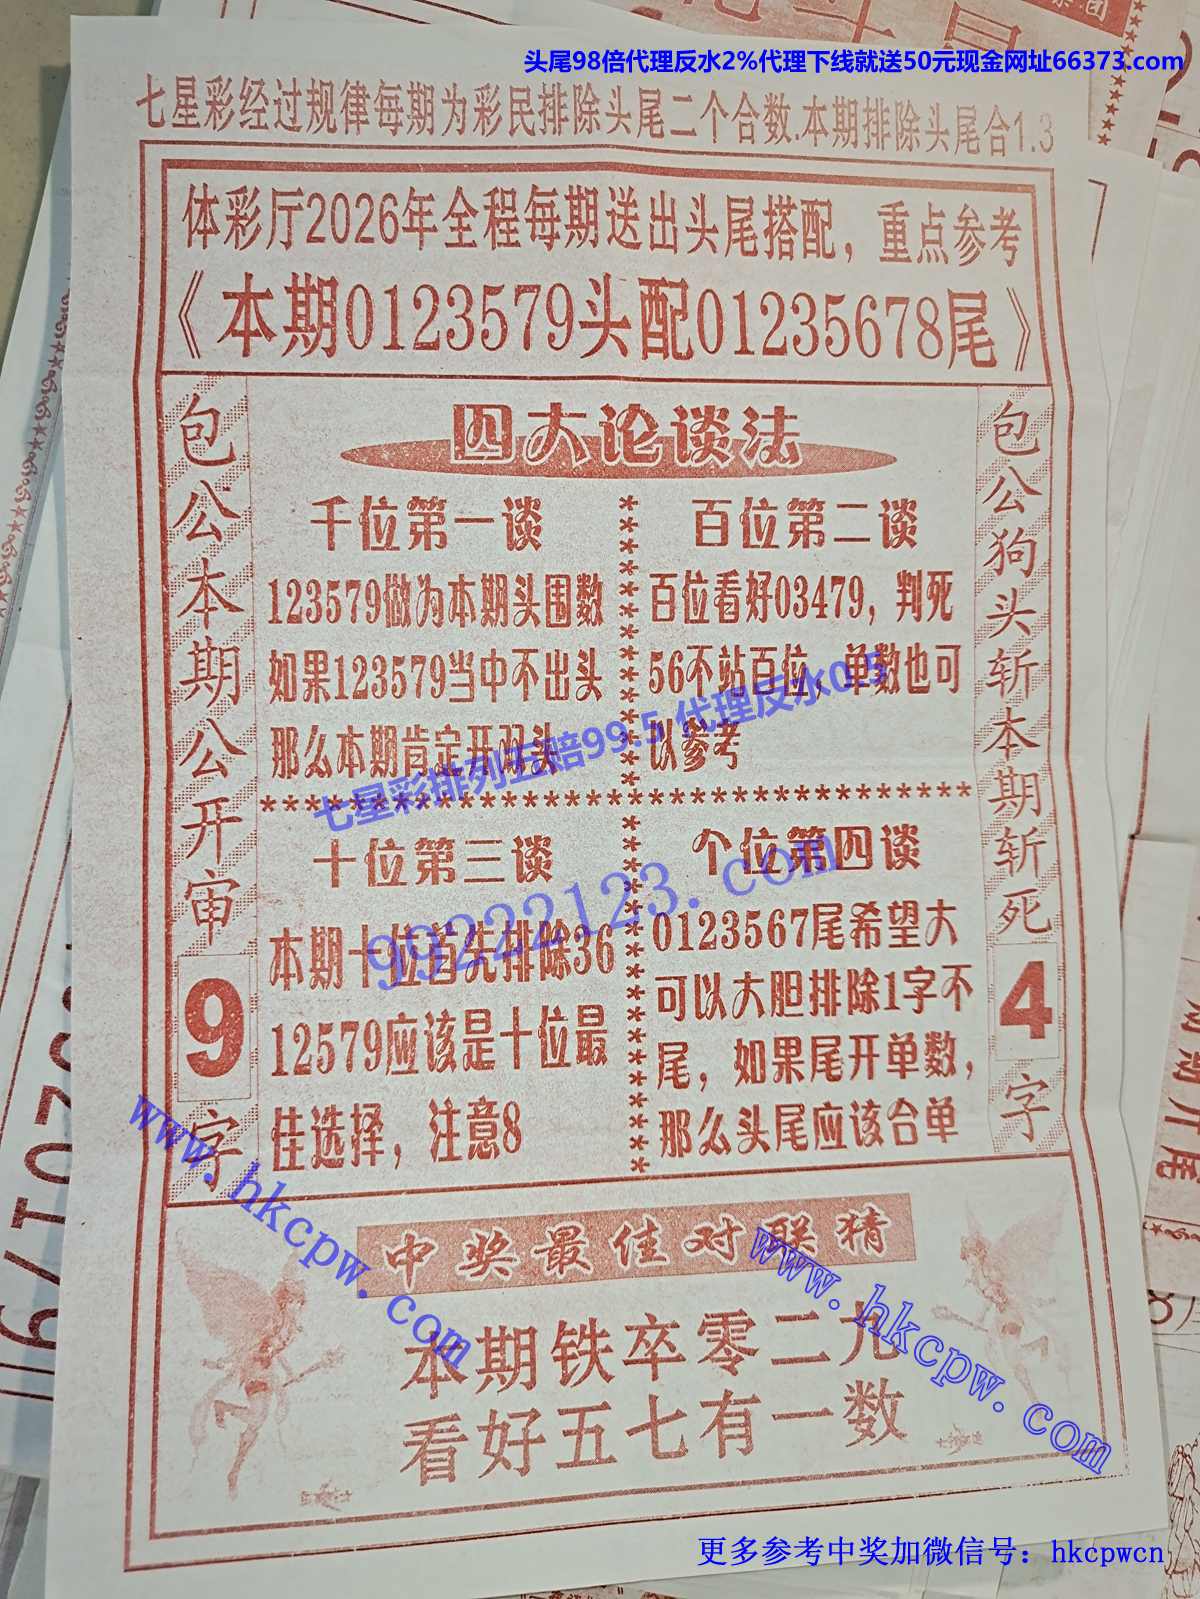 头尾98倍代理反水2%代理下线就送50元现金网址66373.com
七星彩经过规律每期为彩民排除头尾二个合数.本期排除头尾合1.3
体彩厅2026年全程每期送出头尾搭配，重点参考
《本期0123579头配01235678尾》
包公本期公开审9字
四大论谈法
千位第一谈
123579做为本期头围数
如果123579当中不出头
那么本期肯定开双头
百位第二谈
百位看好03479，判死
56不站百位，单数也可
以参考
七星彩排列五赔99.5 代理反水0.5
十位第三谈
本期十位首先排除36
12579应该是十位最
佳选择，注意8
个位第四谈
0123567尾希望大
可以大胆排除1字不
尾，如果尾开单数，
那么头尾应该合单
99222123.com
包公狗头斩本期斩死4字
www.hkcpw.com
中奖最佳对联猜
www.hkcpw.com
本期铁卒零二九
看好五七有一数
更多参考中奖加微信号：hkcpwcn